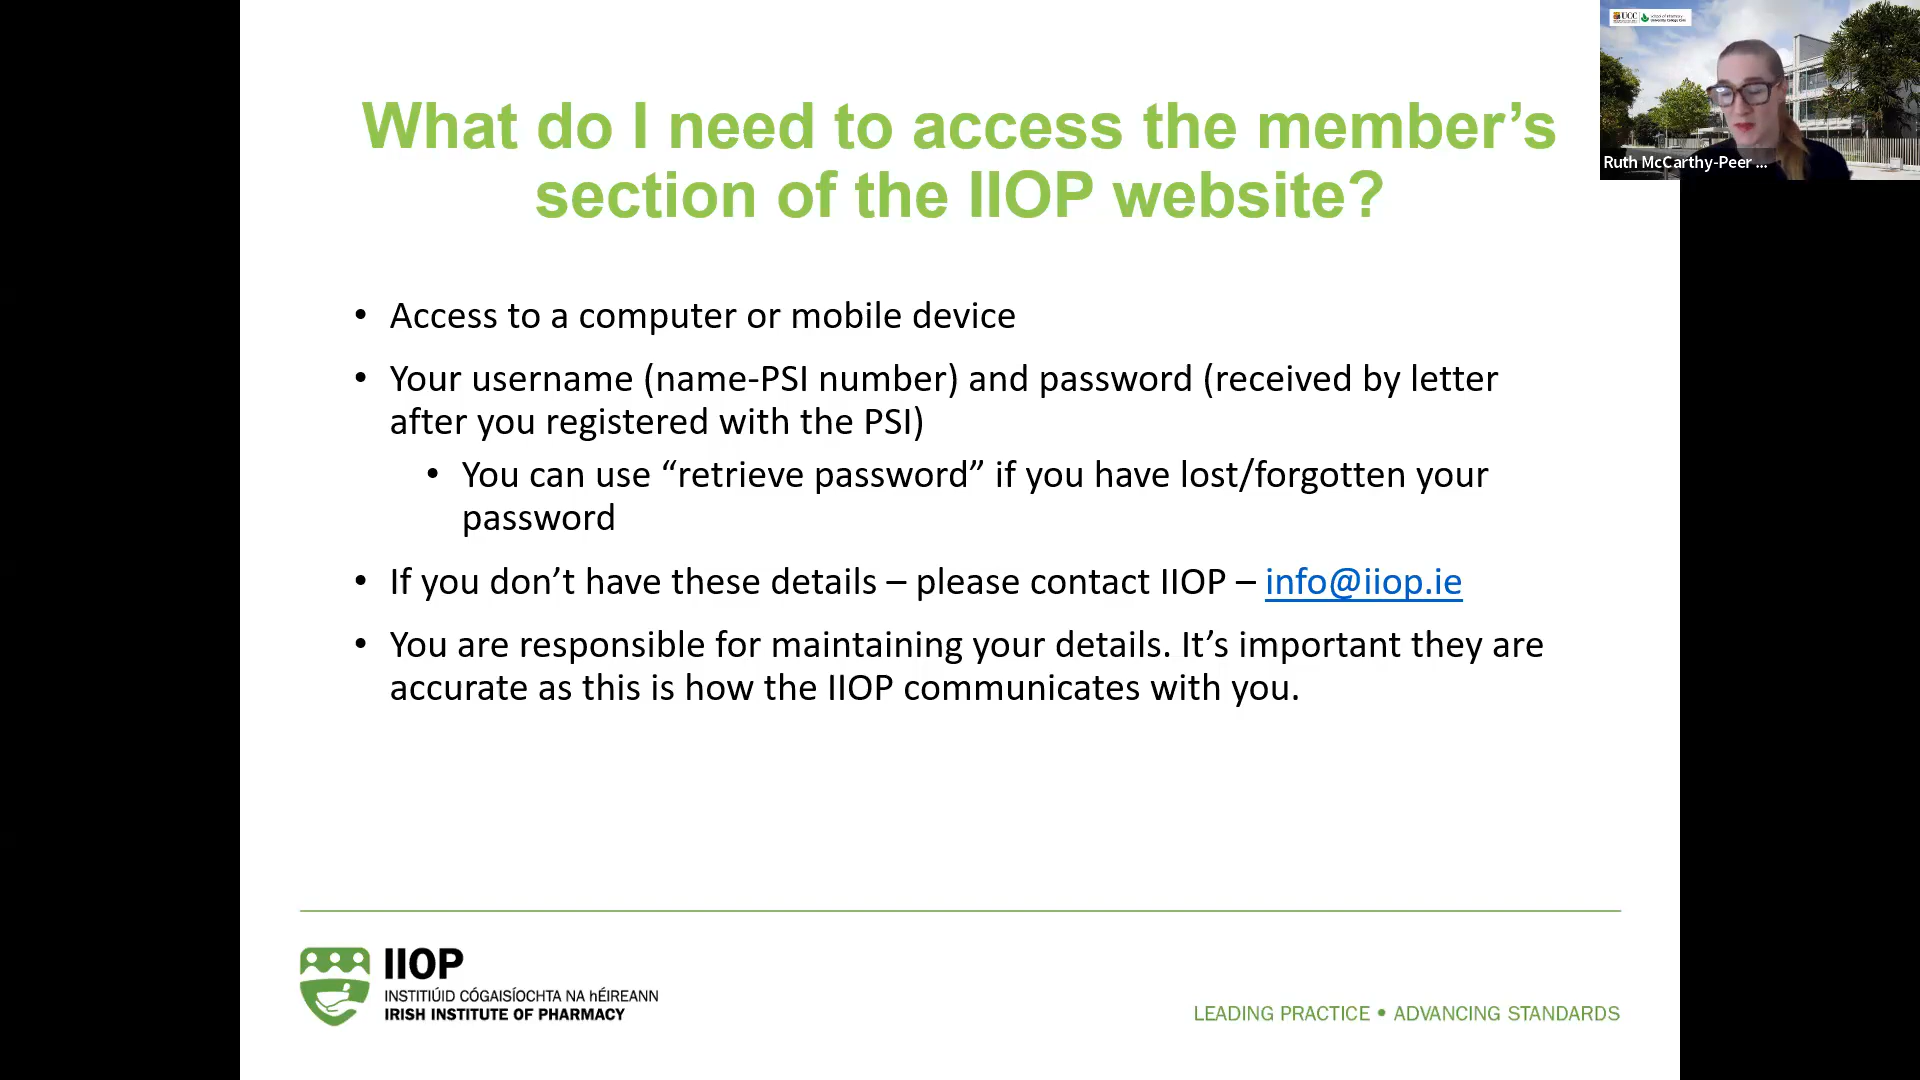 What do I need to access the member’s
section of the IIOP website?
• Access to a computer or mobile device
• Your username (name-PSI number) and password (received by letter
after you registered with the PSI)
• You can use “retrieve password” if you have lost/forgotten your
password
• If you don’t have these details – please contact IIOP – info@iiop.ie
• You are responsible for maintaining your details. It’s important they are
accurate as this is how the IIOP communicates with you.
IIOP
INSTITIÚID CÓGAISÍOCHTA NA hÉIREANN
IRISH INSTITUTE OF PHARMACY
LEADING PRACTICE • ADVANCING STANDARDS
UCC
Ruth McCarthy-Peer ...